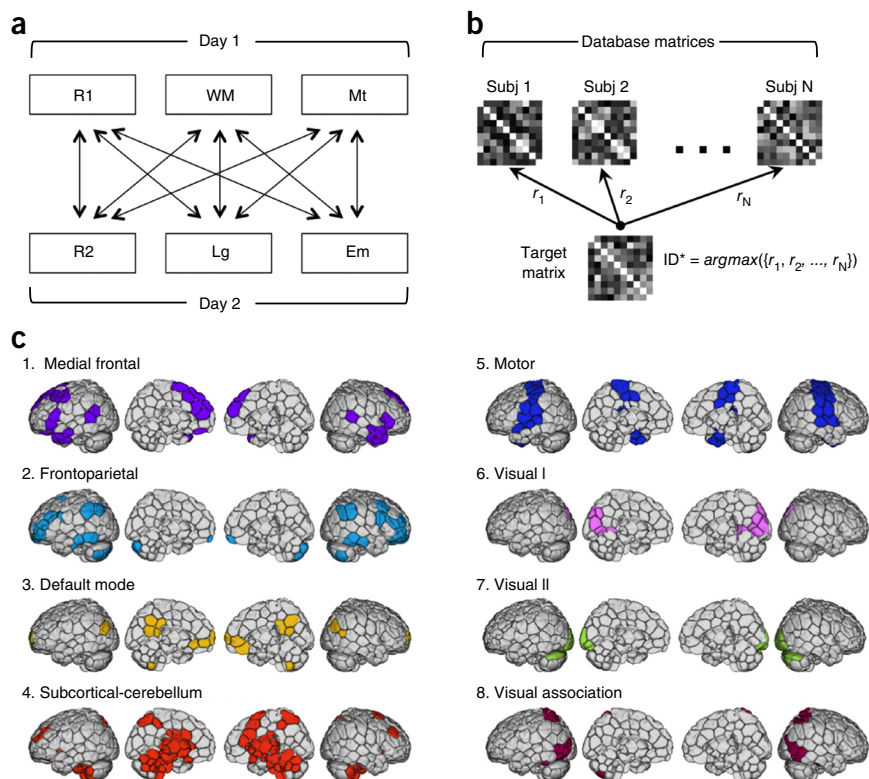 a
Day 1
R1 WM Mt
R2 Lg Em
Day 2
b
Database matrices
Subj 1 Subj 2 Subj N
r1 r2 rN
Target
matrix
ID* = argmax({r1, r2, ..., rN})
c
1. Medial frontal
2. Frontoparietal
3. Default mode
4. Subcortical-cerebellum
5. Motor
6. Visual I
7. Visual II
8. Visual association